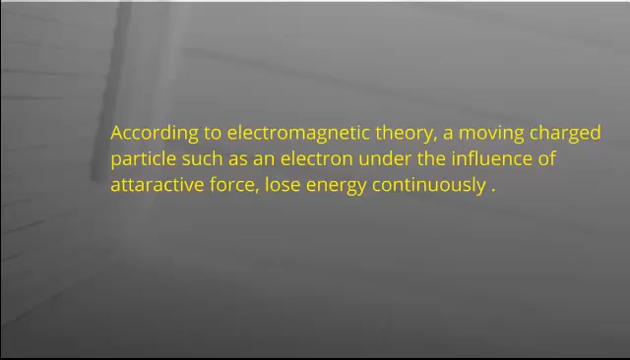 According to electromagnetic theory, a moving charged
particle such as an electron under the influence of
attaractive force, lose energy continuously .